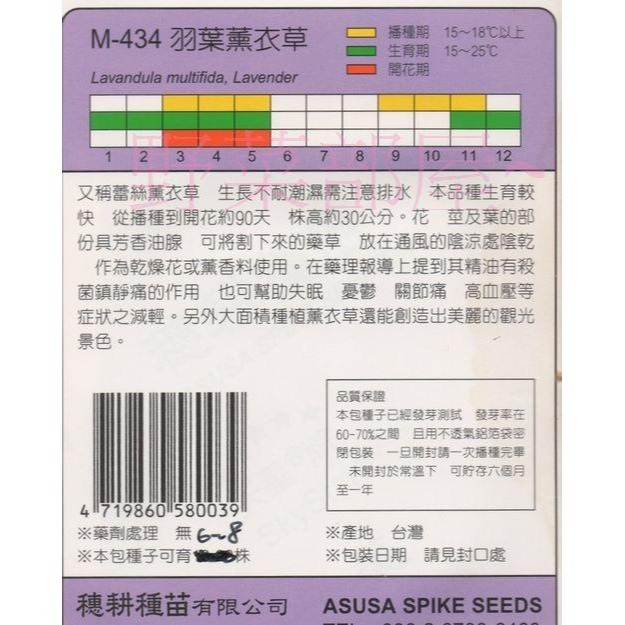 M-434 羽葉薰衣草
播種期 15～18℃以上
生育期 15～25℃
開花期
Lavandula multifida, Lavender
1 2 3 4 5 6 7 8 9 10 11 12
野菜部屋~
又稱蕾絲薰衣草 生長不耐潮濕需注意排水 本品種生育較
快 從播種到開花約90天 株高約30公分。花 莖及葉的部
份具芳香油腺 可將割下來的藥草 放在通風的陰涼處陰乾
作為乾燥花或薰香料使用。在藥理報導上提到其精油有殺
菌鎮靜痛的作用 也可幫助失眠 憂鬱 關節痛 高血壓等
症狀之減輕。另外大面積種植薰衣草還能創造出美麗的觀光
景色。
品質保證
本包種子已經發芽測試 發芽率在
60-70%之間 且用不透氣鋁箔袋密
閉包裝 一旦開封請一次播種完畢
未開封於常溫下 可貯存六個月
至一年
4 719860 580039
※藥劑處理 無
6~8
※本包種子可育 株
※產地 台灣
※包裝日期 請見封口處
穗耕種苗有限公司
ASUSA SPIKE SEEDS